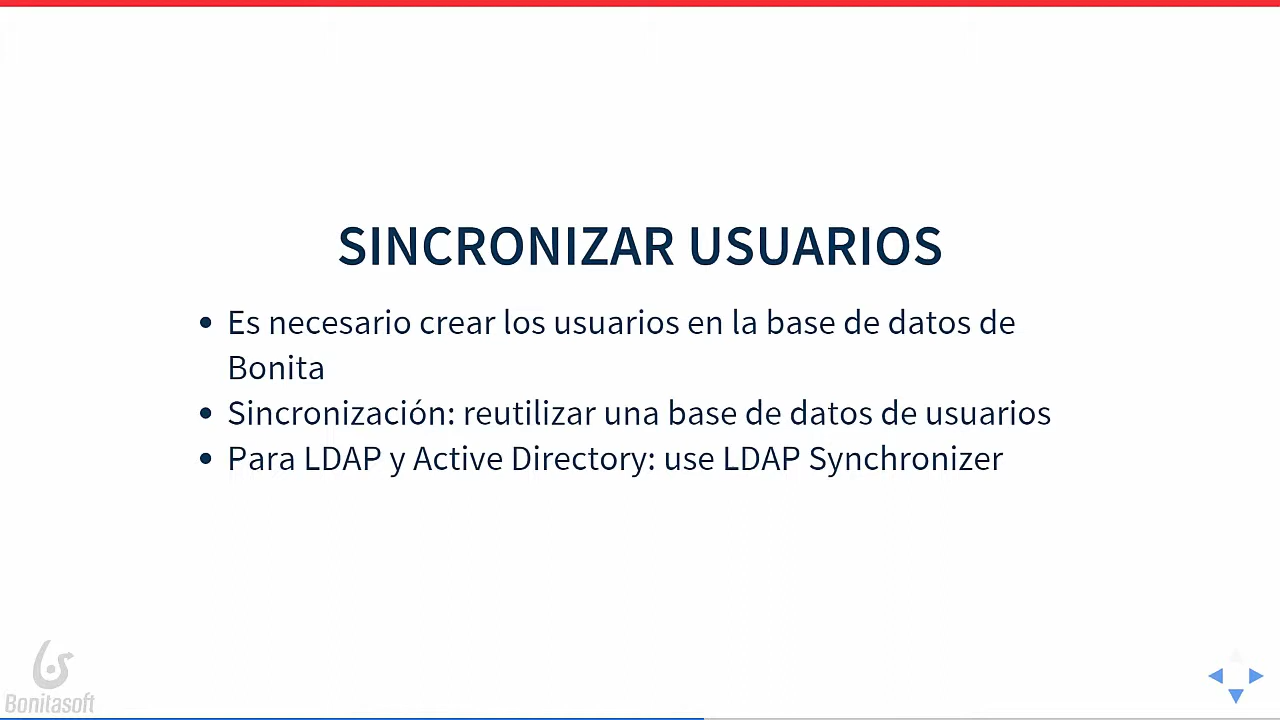 SINCRONIZAR USUARIOS
• Es necesario crear los usuarios en la base de datos de
Bonita
• Sincronización: reutilizar una base de datos de usuarios
• Para LDAP y Active Directory: use LDAP Synchronizer
Bonitasoft